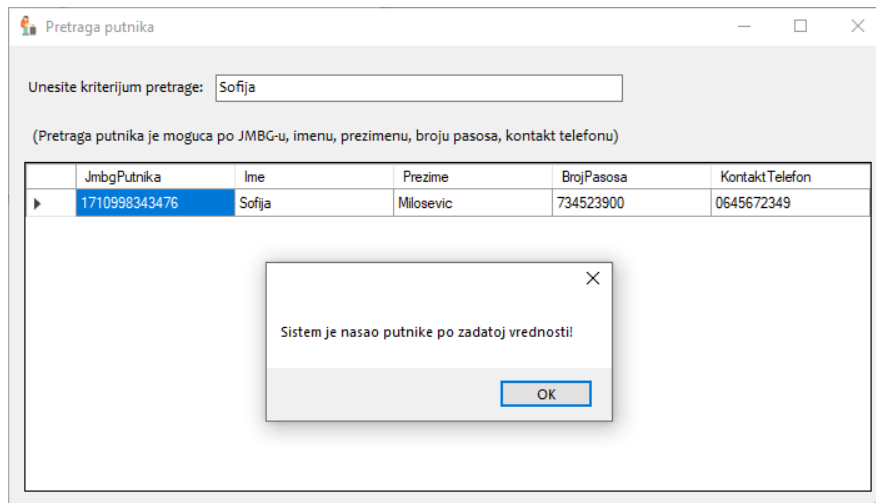 Pretraga putnika
Unesite kriterijum pretrage: Sofija
(Pretraga putnika je moguca po JMBG-u, imenu, prezimenu, broju pasosa, kontakt telefonu)
JmbgPutnika Ime Prezime BrojPasosa KontaktTelefon
1710998343476 Sofija Milosevic 734523900 0645672349
Sistem je nasao putnike po zadatoj vrednosti!
OK